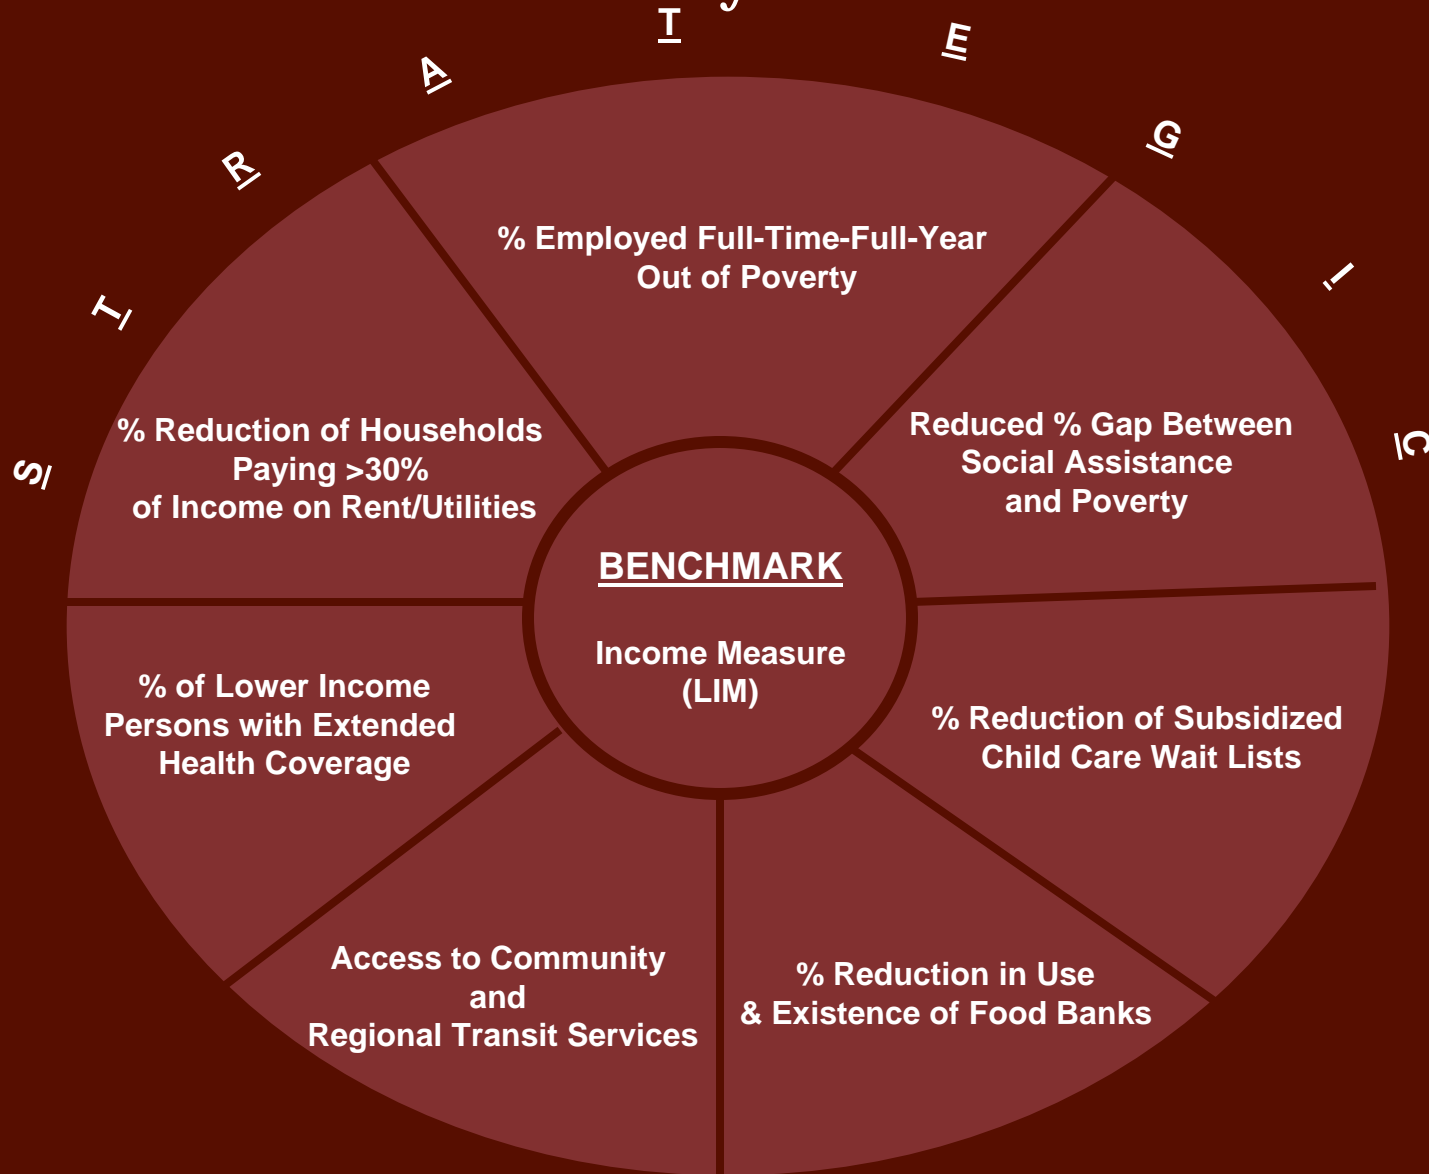 S T R A T E G I C
% Employed Full-Time-Full-Year
Out of Poverty
% Reduction of Households
Paying >30%
of Income on Rent/Utilities
Reduced % Gap Between
Social Assistance
and Poverty
BENCHMARK
Income Measure
(LIM)
% of Lower Income
Persons with Extended
Health Coverage
% Reduction of Subsidized
Child Care Wait Lists
Access to Community
and
Regional Transit Services
% Reduction in Use
& Existence of Food Banks